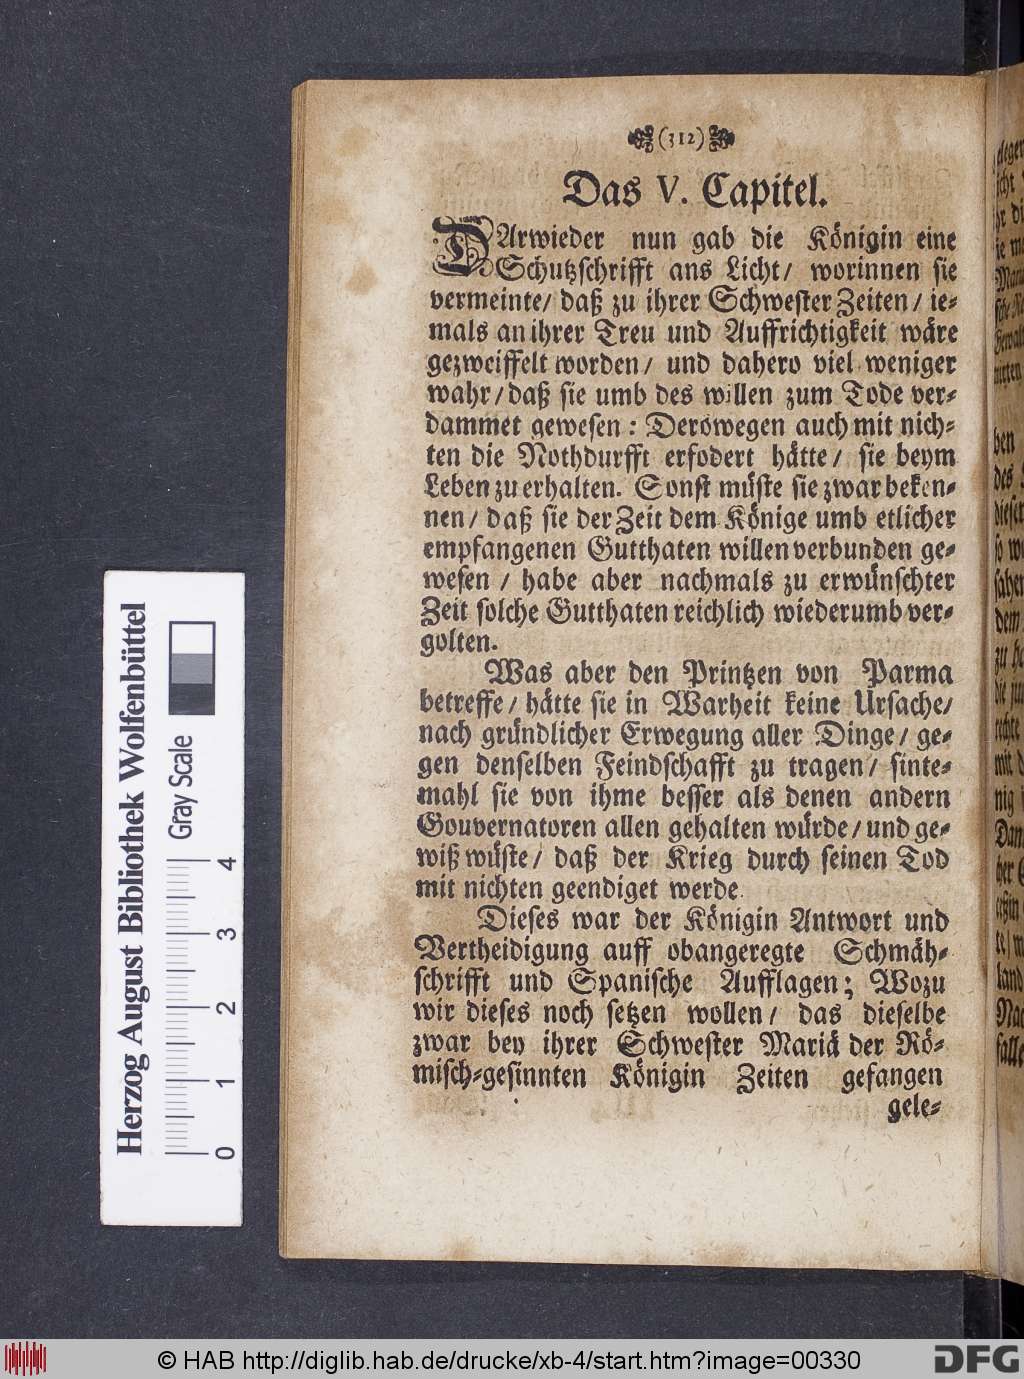 (312)
Das V. Capitel.
DArwieder nun gab die Königin eine
Schutzschrifft ans Licht/ worinnen sie
vermeinte/ daß zu ihrer Schwester Zeiten/ ie-
mals an ihrer Treu und Auffrichtigkeit wäre
gezweiffelt worden/ und dahero viel weniger
wahr/ daß sie umb des willen zum Tode ver-
dammet gewesen: Derowegen auch mit nich-
ten die Nothdurfft erfodert hätte/ sie beym
Leben zu erhalten. Sonst müste sie zwar beken-
nen/ daß sie der Zeit dem Könige umb etlicher
empfangenen Gutthaten willen verbunden ge-
wesen/ habe aber nachmals zu erwünschter
Zeit solche Gutthaten reichlich wiederumb ver-
golten.
Was aber den Printzen von Parma
betreffe/ hätte sie in Warheit keine Ursache/
nach gründlicher Erwegung aller Dinge/ ge-
gen denselben Feindschafft zu tragen/ sinte-
mahl sie von ihme besser als denen andern
Gouvernatoren allen gehalten würde/ und ge-
wiß wüste/ daß der Krieg durch seinen Tod
mit nichten geendiget werde.
Dieses war der Königin Antwort und
Vertheidigung auff obangeregte Schmäh-
schrifft und Spanische Aufflagen; Wozu
wir dieses noch setzen wollen/ das dieselbe
zwar bey ihrer Schwester Mariä der Rö-
misch-gesinnten Königin Zeiten gefangen
gele-
Herzog August Bibliothek Wolfenbüttel
Gray Scale
0 1 2 3 4
© HAB http://diglib.hab.de/drucke/xb-4/start.htm?image=00330
DFG